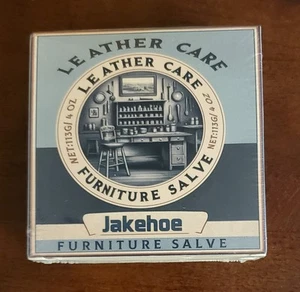 LEATHER CARE
LEATHER CARE
NET:113G/ 4 OZ
NET:113G/ 4 OZ
FURNITURE SALVE
Jakehoe
FURNITURE SALVE